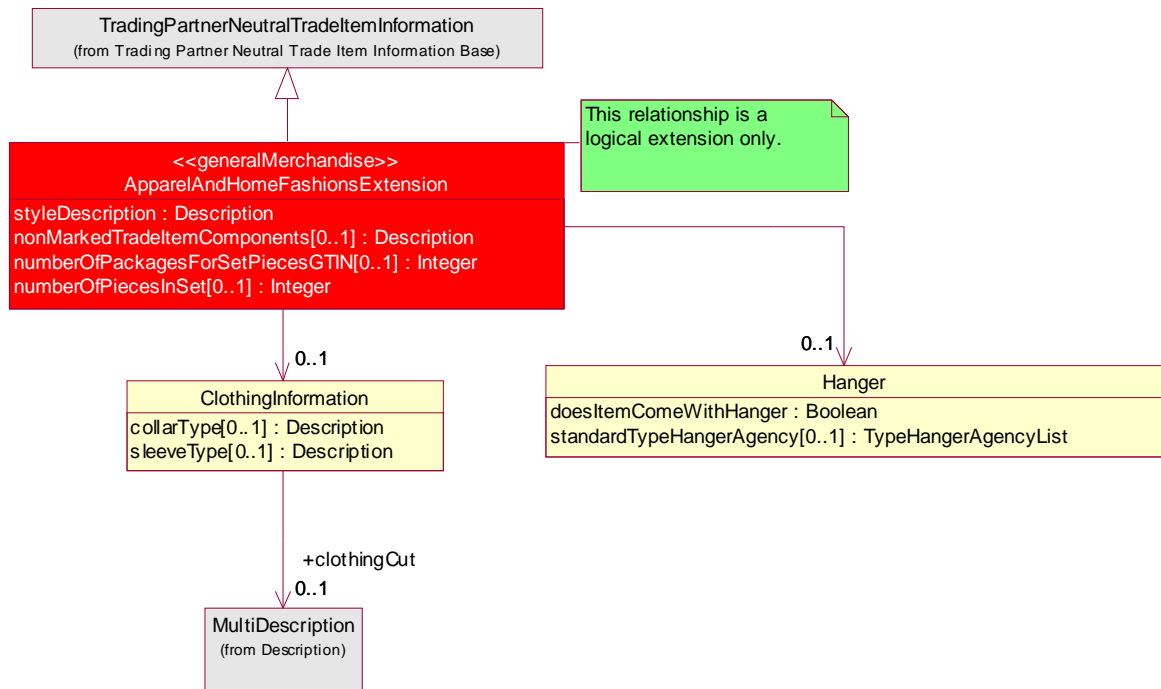 TradingPartnerNeutralTradeItemInformation
(from Trading Partner Neutral Trade Item Information Base)
This relationship is a
logical extension only.
<<generalMerchandise>>
ApparelAndHomeFashionsExtension
styleDescription : Description
nonMarkedTradeItemComponents[0..1] : Description
numberOfPackagesForSetPiecesGTIN[0..1] : Integer
numberOfPiecesInSet[0..1] : Integer
0..1
0..1
ClothingInformation
collarType[0..1] : Description
sleeveType[0..1] : Description
Hanger
doesItemComeWithHanger : Boolean
standardTypeHangerAgency[0..1] : TypeHangerAgencyList
+clothingCut
0..1
MultiDescription
(from Description)